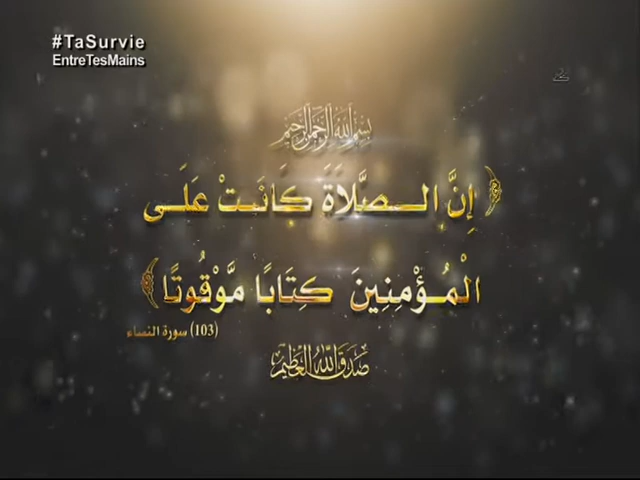 #TaSurvie
EntreTesMains
بسم الله الرحمن الرحيم
﴿ إِنَّ الصَّلَاةَ كَانَتْ عَلَى
الْمُؤْمِنِينَ كِتَابًا مَّوْقُوتًا ﴾
(103) سورة النساء
صدق الله العظيم